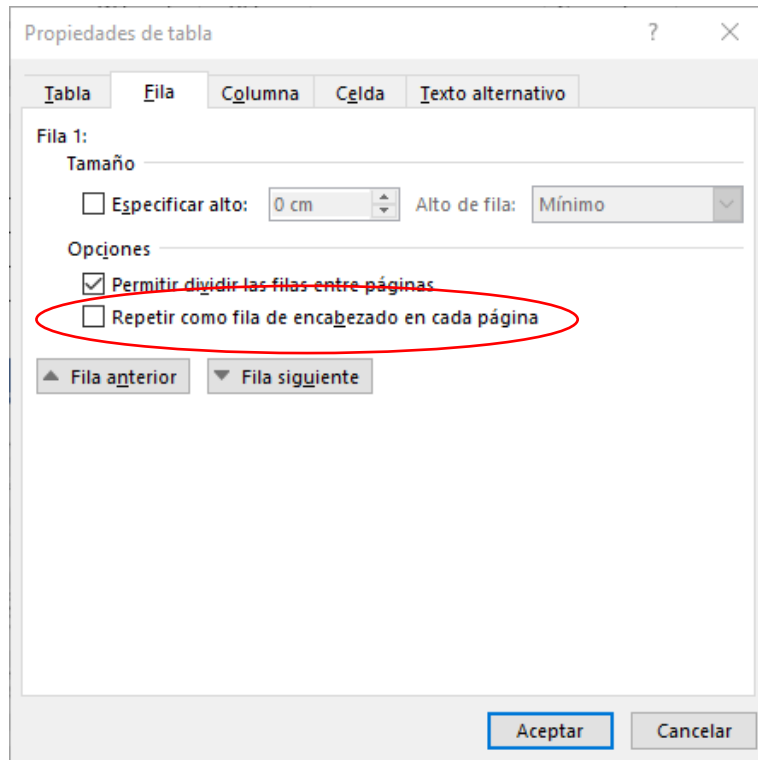 Propiedades de tabla ?
Tabla Fila Columna Celda Texto alternativo
Fila 1:
Tamaño
Especificar alto: 0 cm Alto de fila: Mínimo
Opciones
Permitir dividir las filas entre páginas
Repetir como fila de encabezado en cada página
Fila anterior Fila siguiente
Aceptar Cancelar